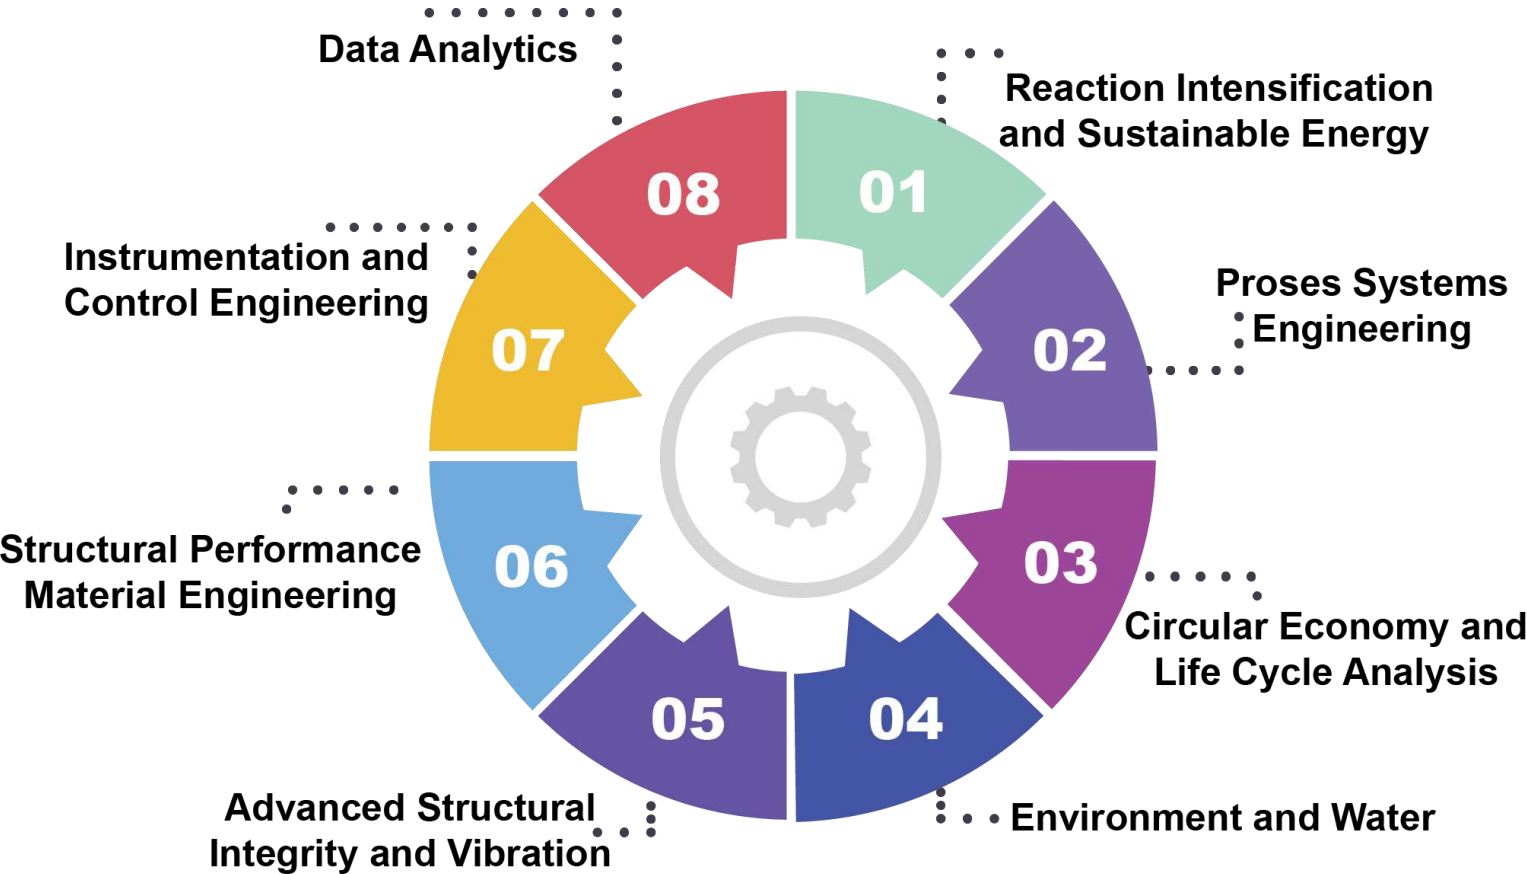 Data Analytics
08
01
Reaction Intensification
and Sustainable Energy
02
Proses Systems
Engineering
03
Circular Economy and
Life Cycle Analysis
04
Environment and Water
05
Advanced Structural
Integrity and Vibration
06
Structural Performance
Material Engineering
07
Instrumentation and
Control Engineering